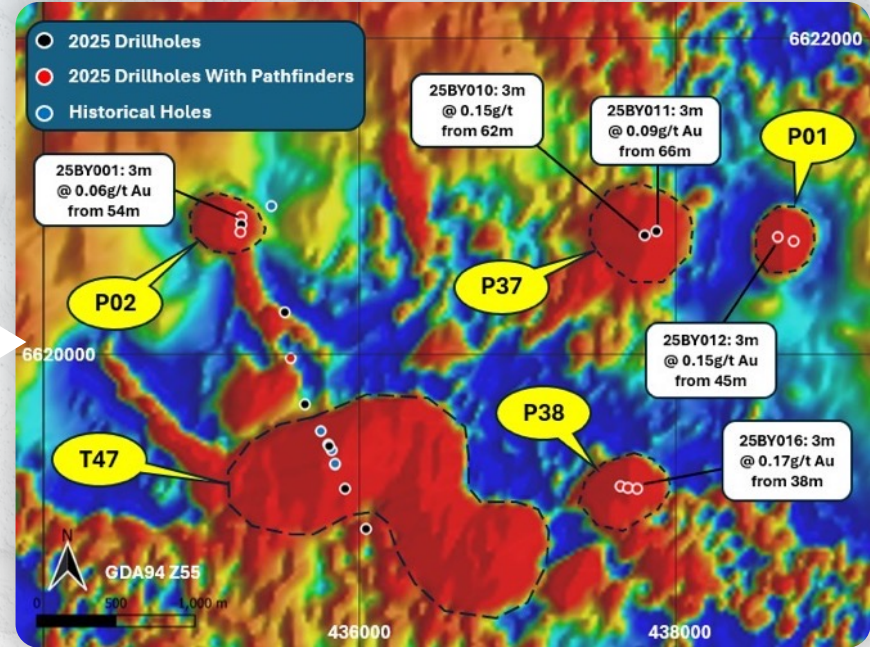 2025 Drillholes
2025 Drillholes With Pathfinders
Historical Holes
6622000
25BY010: 3m
@ 0.15g/t
from 62m
25BY011: 3m
@ 0.09g/t Au
from 66m
P01
25BY001: 3m
@ 0.06g/t Au
from 54m
P02
P37
6620000
25BY012: 3m
@ 0.15g/t Au
from 45m
P38
T47
25BY016: 3m
@ 0.17g/t Au
from 38m
N
GDA94 Z55
0 500 1,000 m
436000
438000